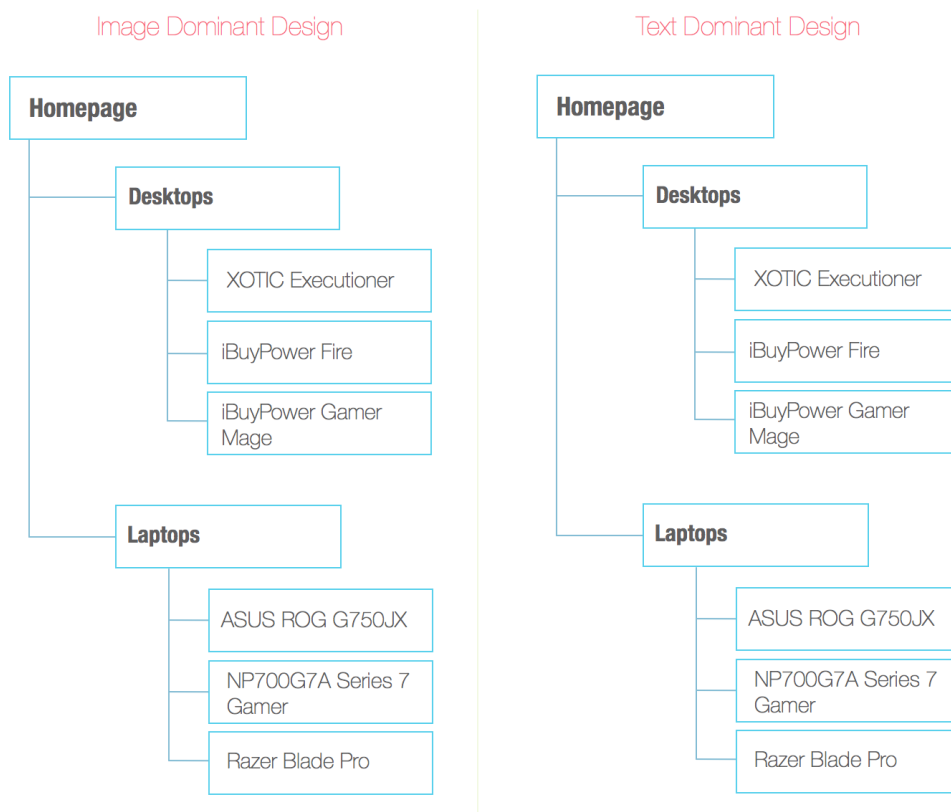 Image Dominant Design
Homepage
Desktops
XOTIC Executioner
iBuyPower Fire
iBuyPower Gamer
Mage
Laptops
ASUS ROG G750JX
NP700G7A Series 7
Gamer
Razer Blade Pro
Text Dominant Design
Homepage
Desktops
XOTIC Executioner
iBuyPower Fire
iBuyPower Gamer
Mage
Laptops
ASUS ROG G750JX
NP700G7A Series 7
Gamer
Razer Blade Pro